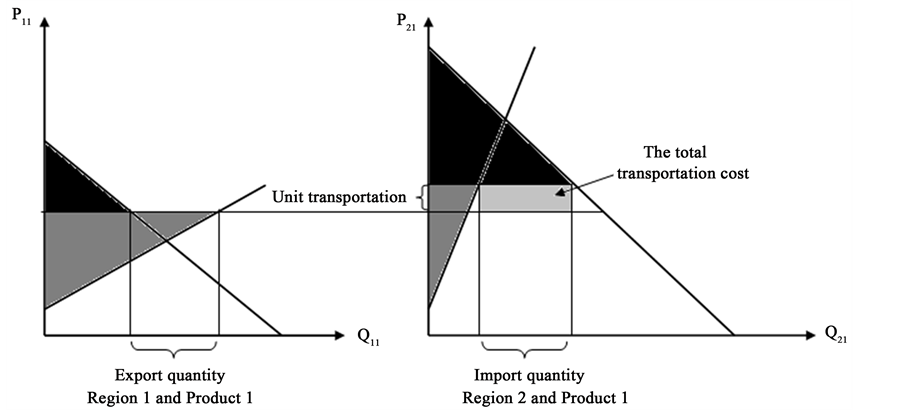 P11
P21
The total
transportation cost
Unit transportation
Q11
Q21
Export quantity
Region 1 and Product 1
Import quantity
Region 2 and Product 1